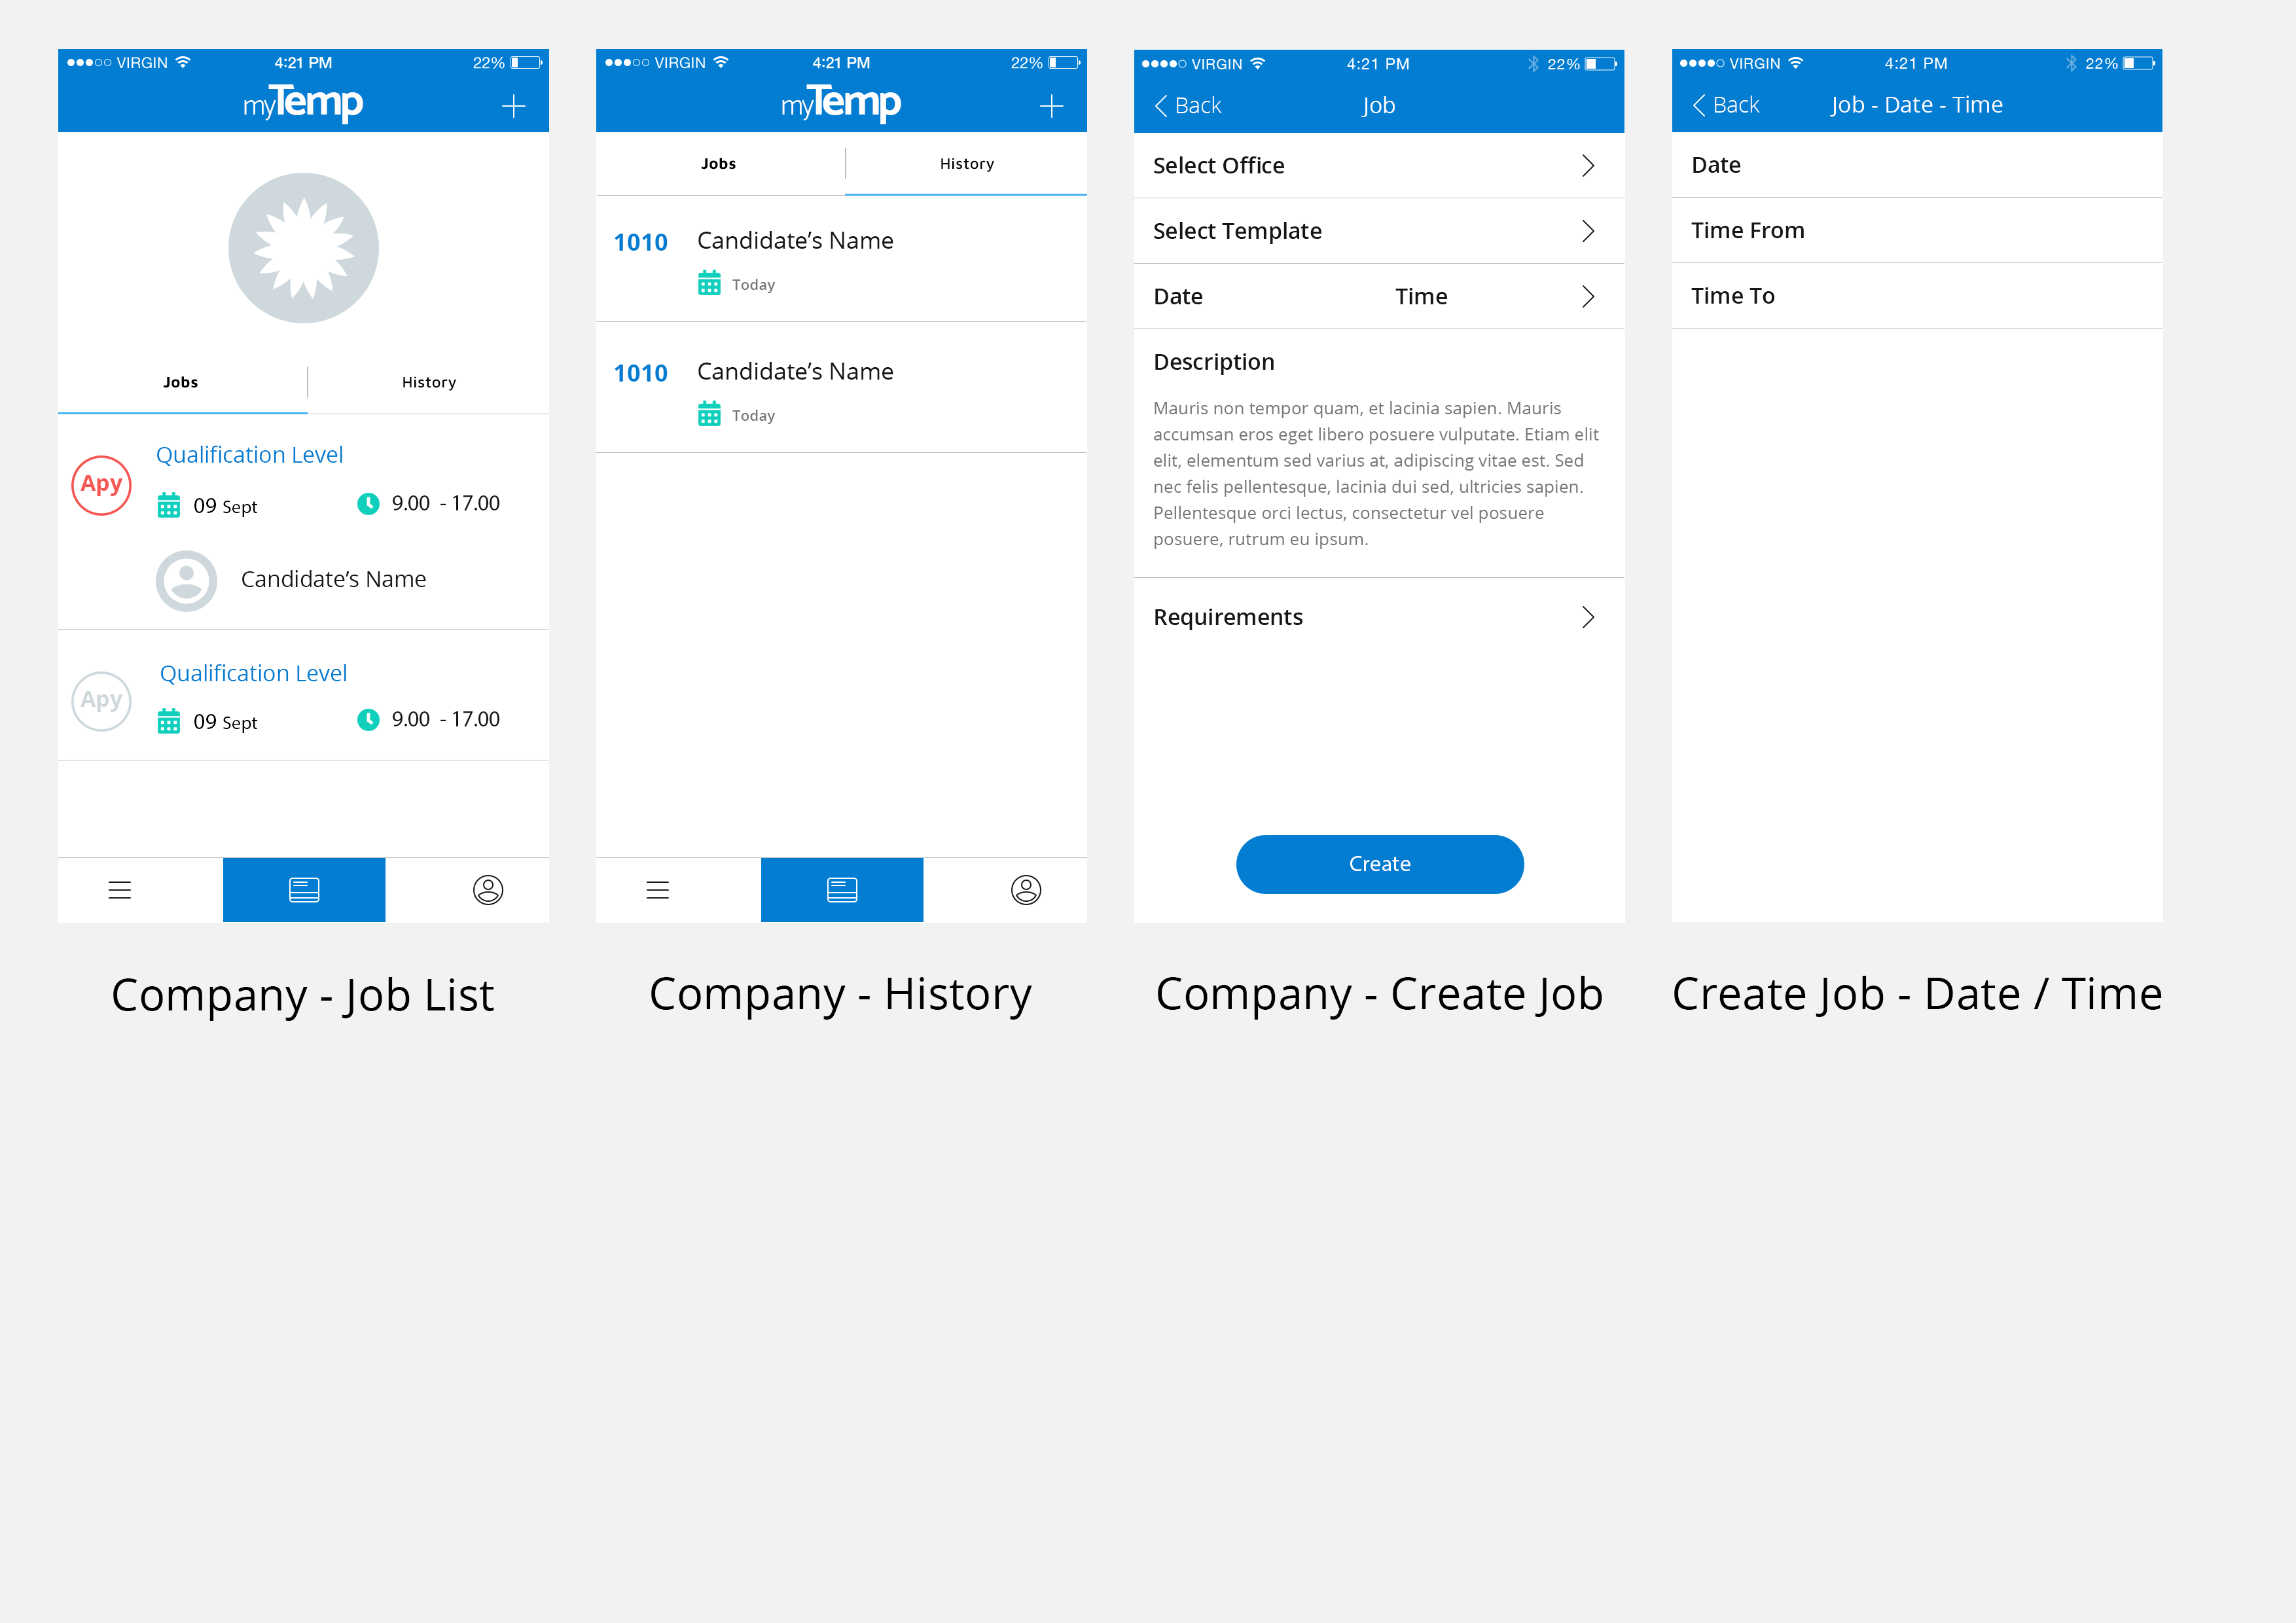 VIRGIN 4:21 PM 22%
myTemp
Jobs History
Qualification Level
Apy
09 Sept 9.00 - 17.00
Candidate’s Name
Qualification Level
Apy
09 Sept 9.00 - 17.00
Company - Job List
VIRGIN 4:21 PM 22%
myTemp
Jobs History
1010 Candidate’s Name
Today
1010 Candidate’s Name
Today
Company - History
VIRGIN 4:21 PM 22%
Back Job
Select Office
Select Template
Date Time
Description
Mauris non tempor quam, et lacinia sapien. Mauris
accumsan eros eget libero posuere vulputate. Etiam elit
elit, elementum sed varius at, adipiscing vitae est. Sed
nec felis pellentesque, lacinia dui sed, ultricies sapien.
Pellentesque orci lectus, consectetur vel posuere
posuere, rutrum eu ipsum.
Requirements
Create
Company - Create Job
VIRGIN 4:21 PM 22%
Back Job - Date - Time
Date
Time From
Time To
Create Job - Date / Time